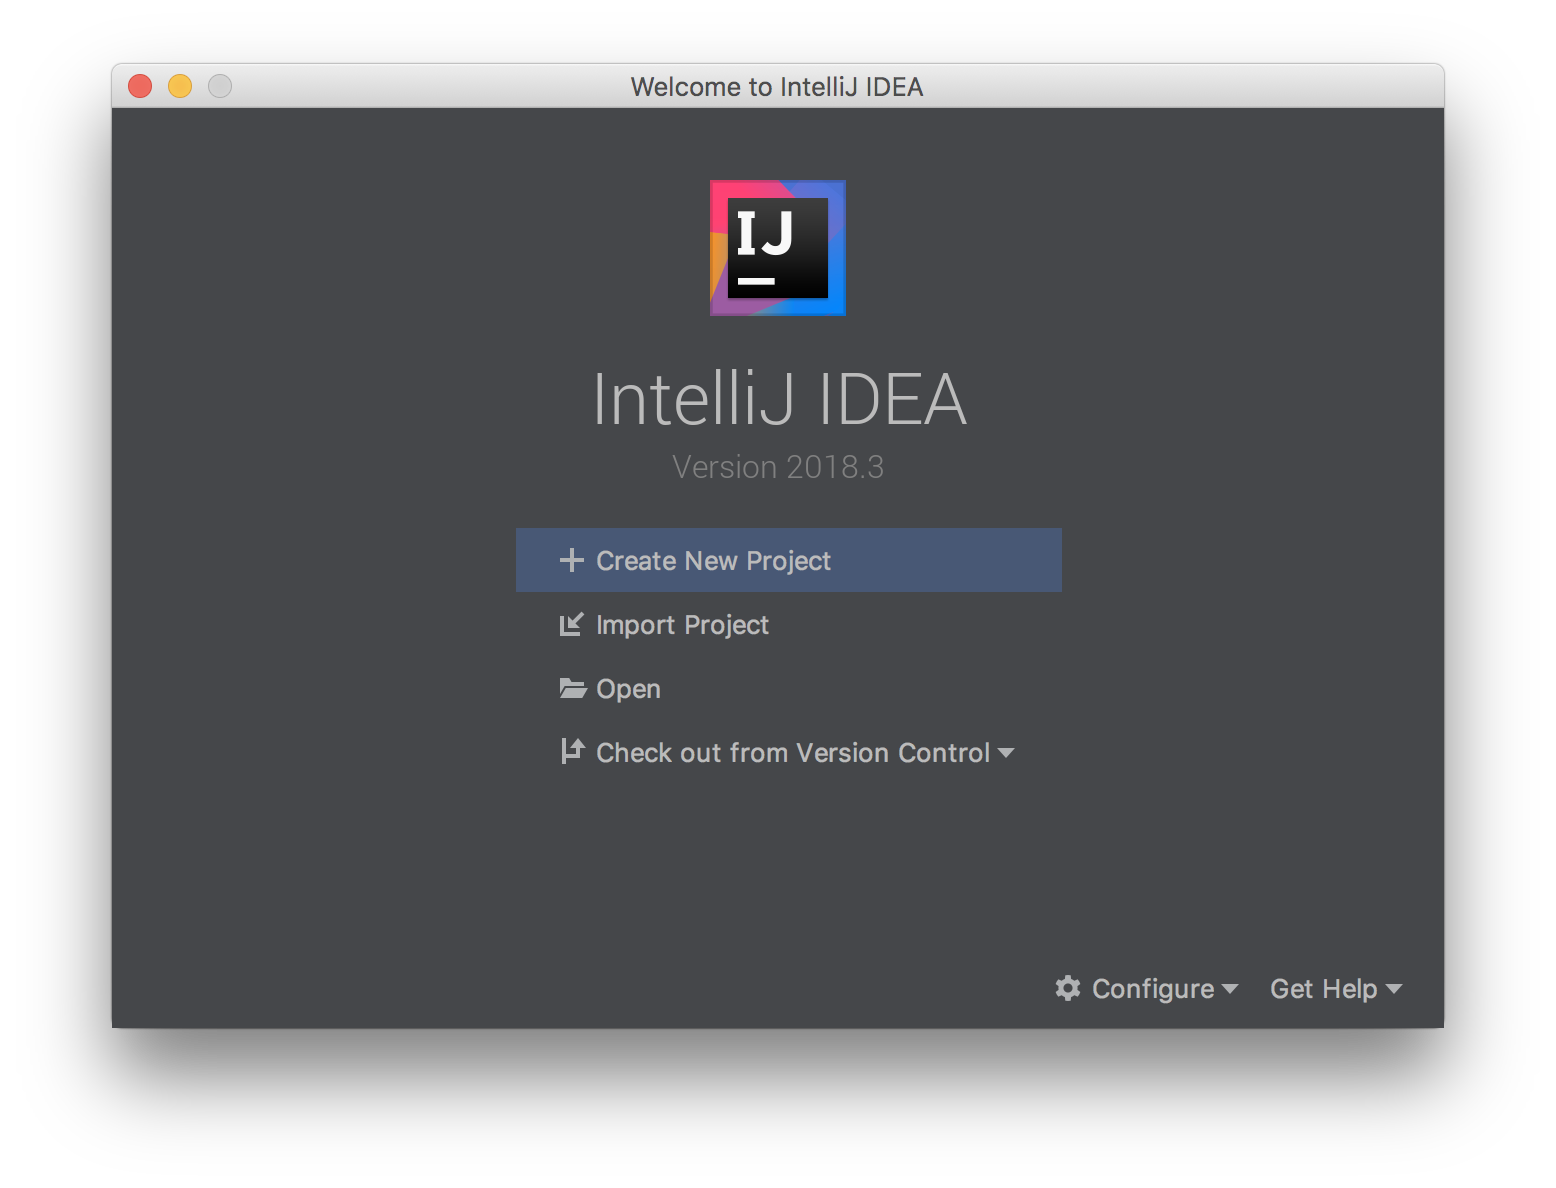 Welcome to IntelliJ IDEA
IJ
IntelliJ IDEA
Version 2018.3
Create New Project
Import Project
Open
Check out from Version Control
Configure
Get Help